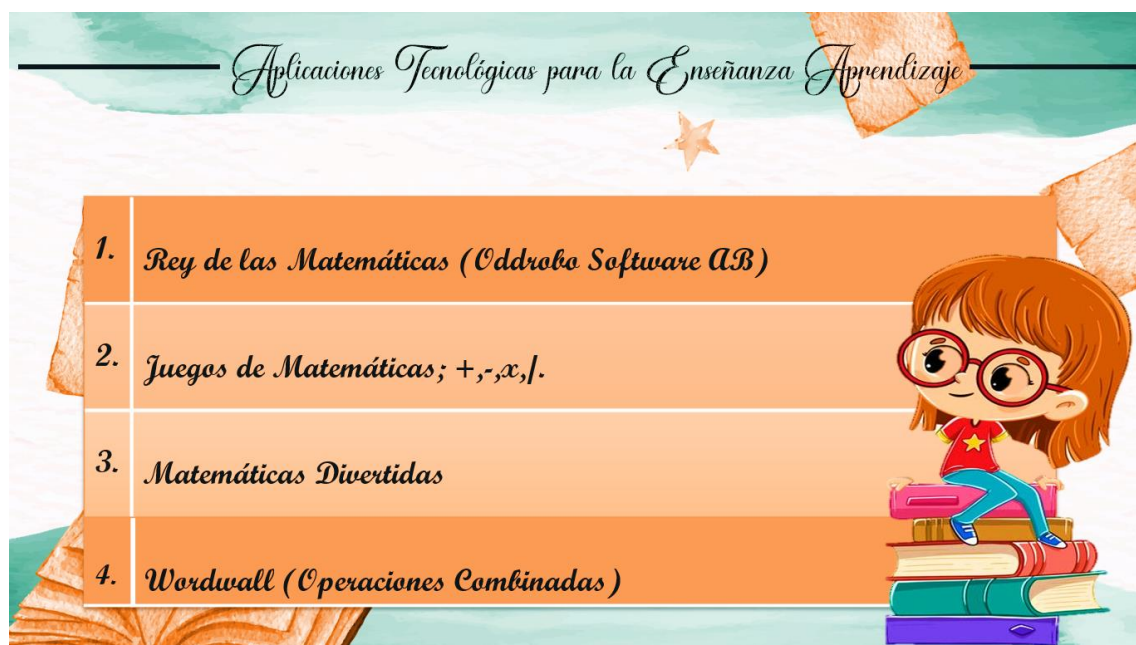 Aplicaciones Tecnológicas para la Enseñanza Aprendizaje
1. Rey de las Matemáticas (Oddrobo Software AB)
2. Juegos de Matemáticas; +,-,x,/.
3. Matemáticas Divertidas
4. Wordwall (Operaciones Combinadas)